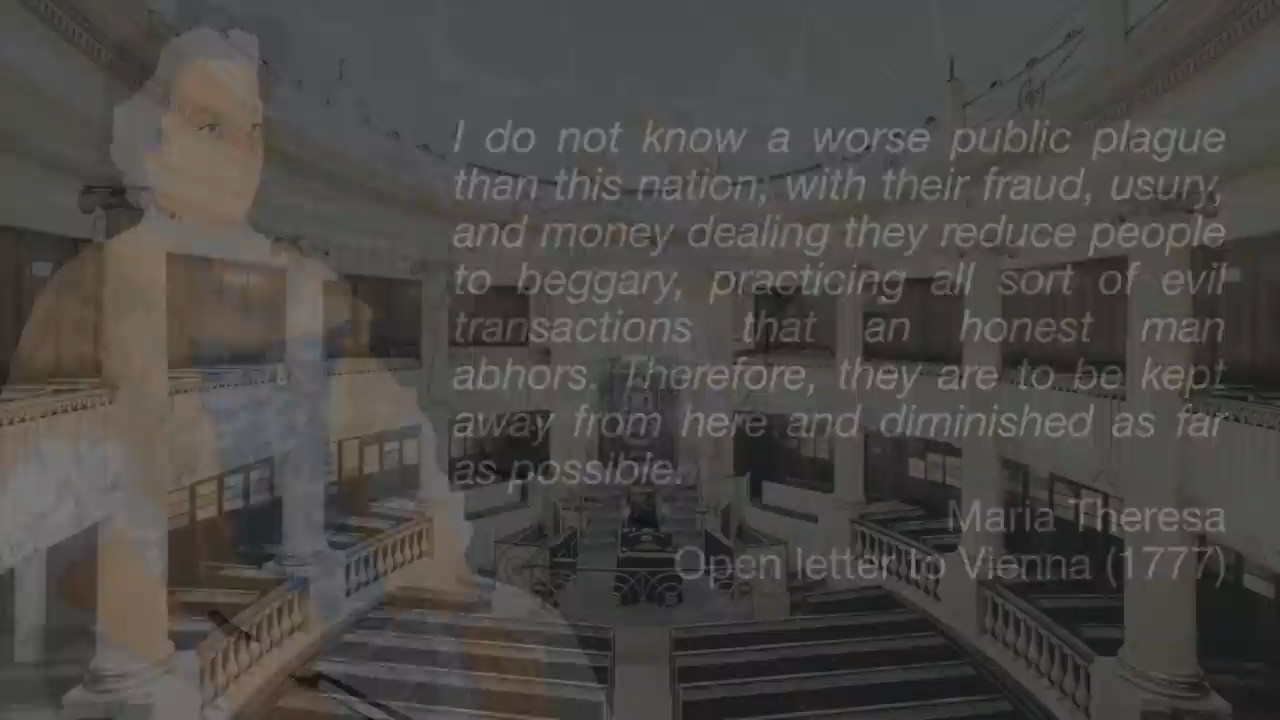 I do not know a worse public plague
than this nation, with their fraud, usury,
and money dealing they reduce people
to beggary, practicing all sort of evil
transactions that an honest man
abhors. Therefore, they are to be kept
away from here and diminished as far
as possible.
Maria Theresa
Open letter to Vienna (1777)